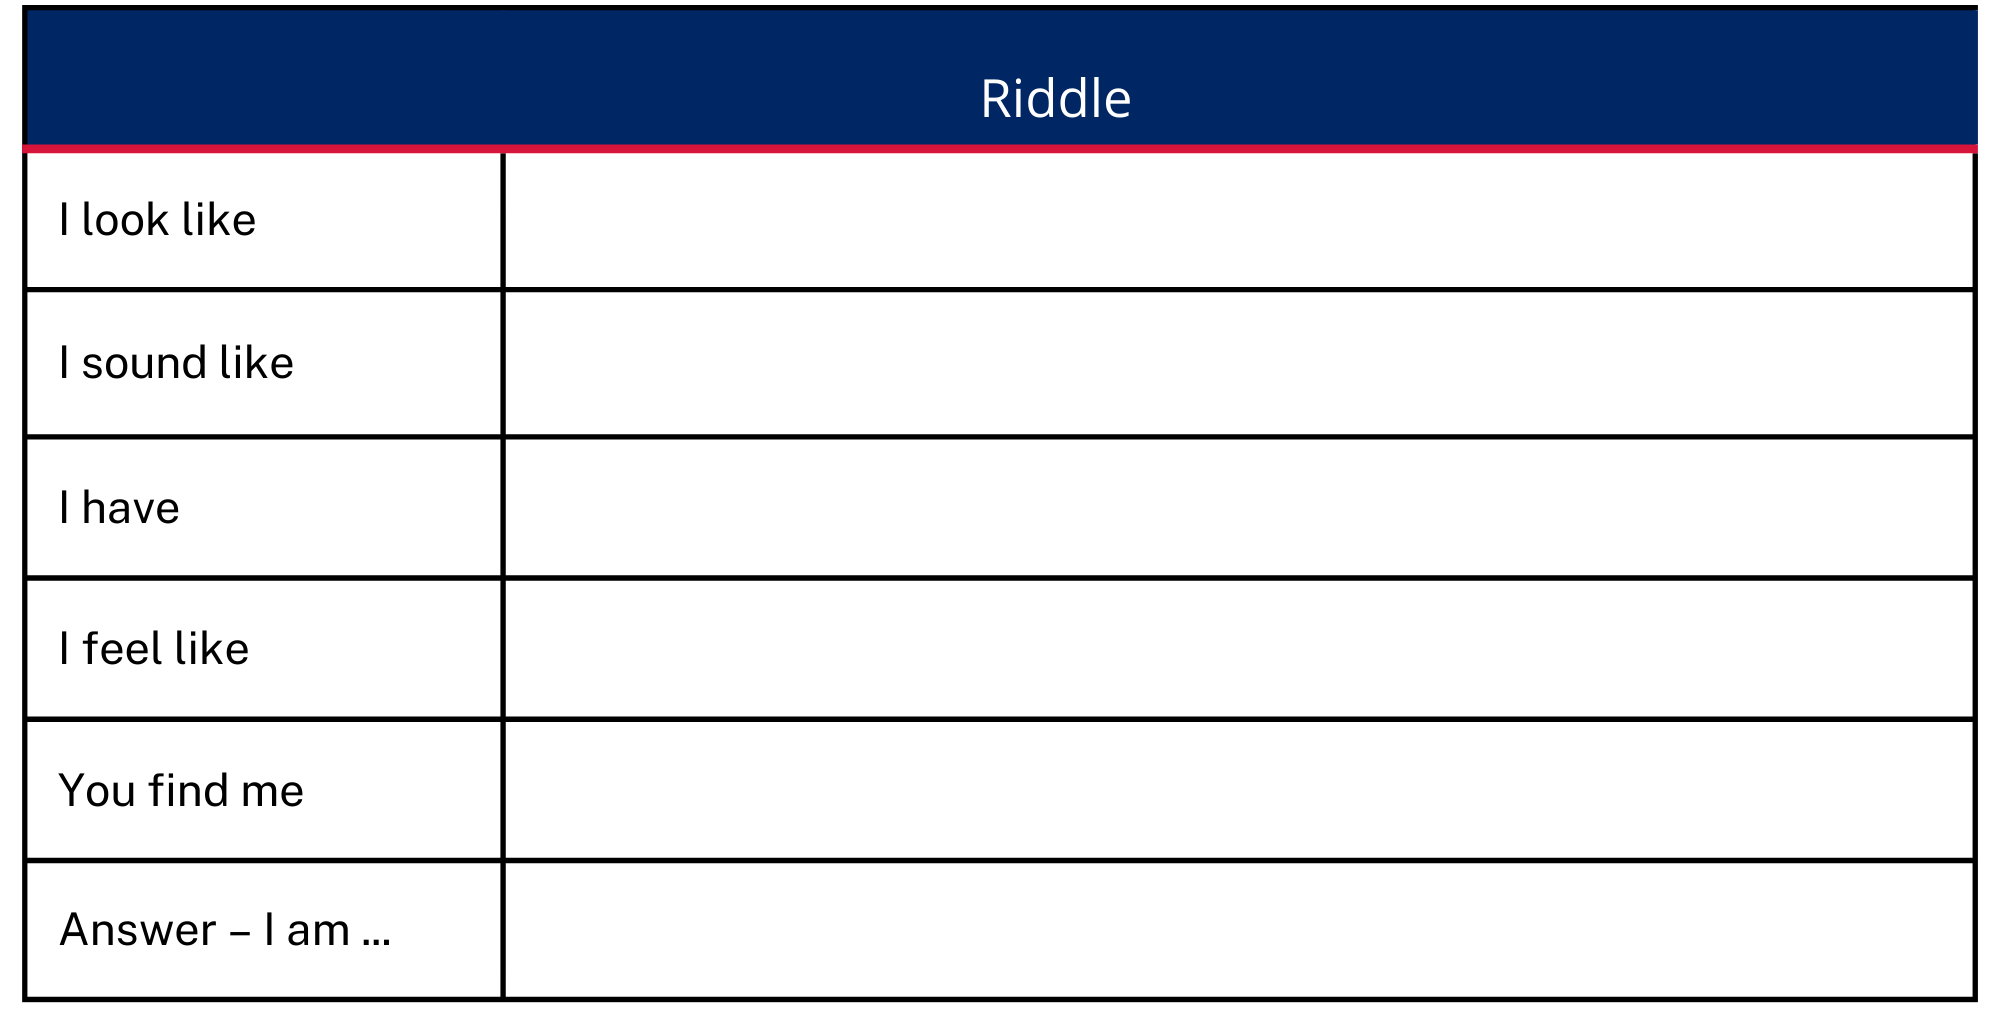 Riddle
I look like
I sound like
I have
I feel like
You find me
Answer – I am ...